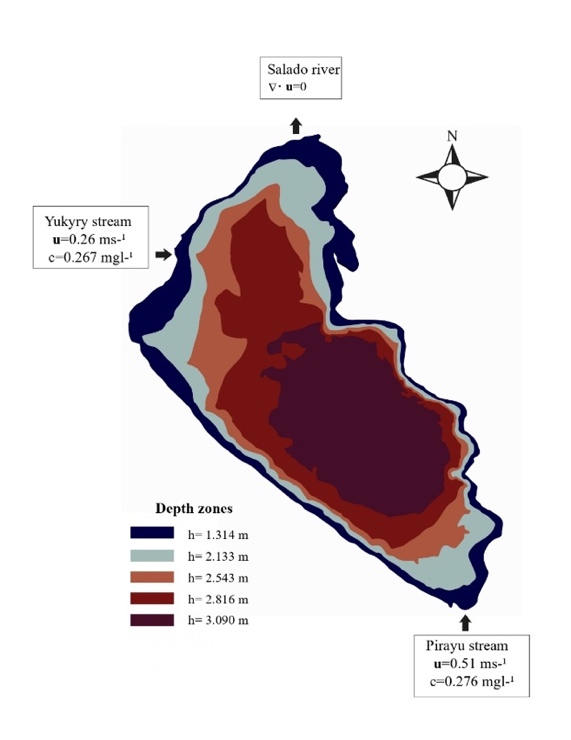 Salado river
∇· u=0
N
Yukyry stream
u=0.26 ms-¹
c=0.267 mgl-¹
Depth zones
h= 1.314 m
h= 2.133 m
h= 2.543 m
h= 2.816 m
h= 3.090 m
Pirayu stream
u=0.51 ms-¹
c=0.276 mgl-¹